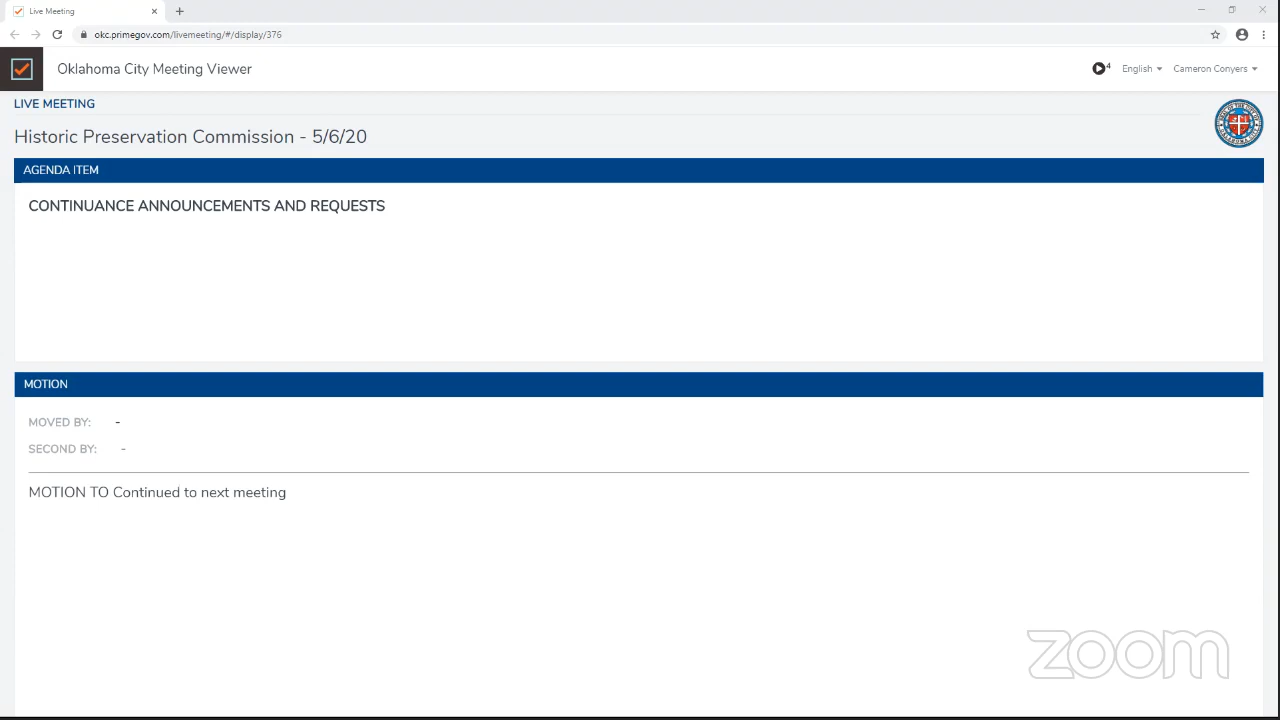 Live Meeting
okc.primegov.com/livemeeting/#/display/376
Oklahoma City Meeting Viewer
4
English
Cameron Conyers
LIVE MEETING
Historic Preservation Commission - 5/6/20
AGENDA ITEM
CONTINUANCE ANNOUNCEMENTS AND REQUESTS
MOTION
MOVED BY: -
SECOND BY: -
MOTION TO Continued to next meeting
zoom